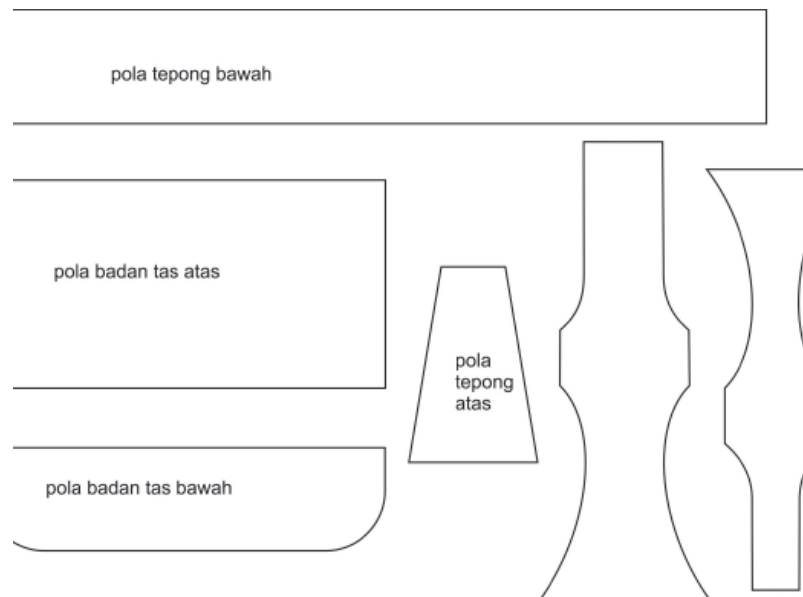 pola tepong bawah
pola badan tas atas
pola
tepong
atas
pola badan tas bawah